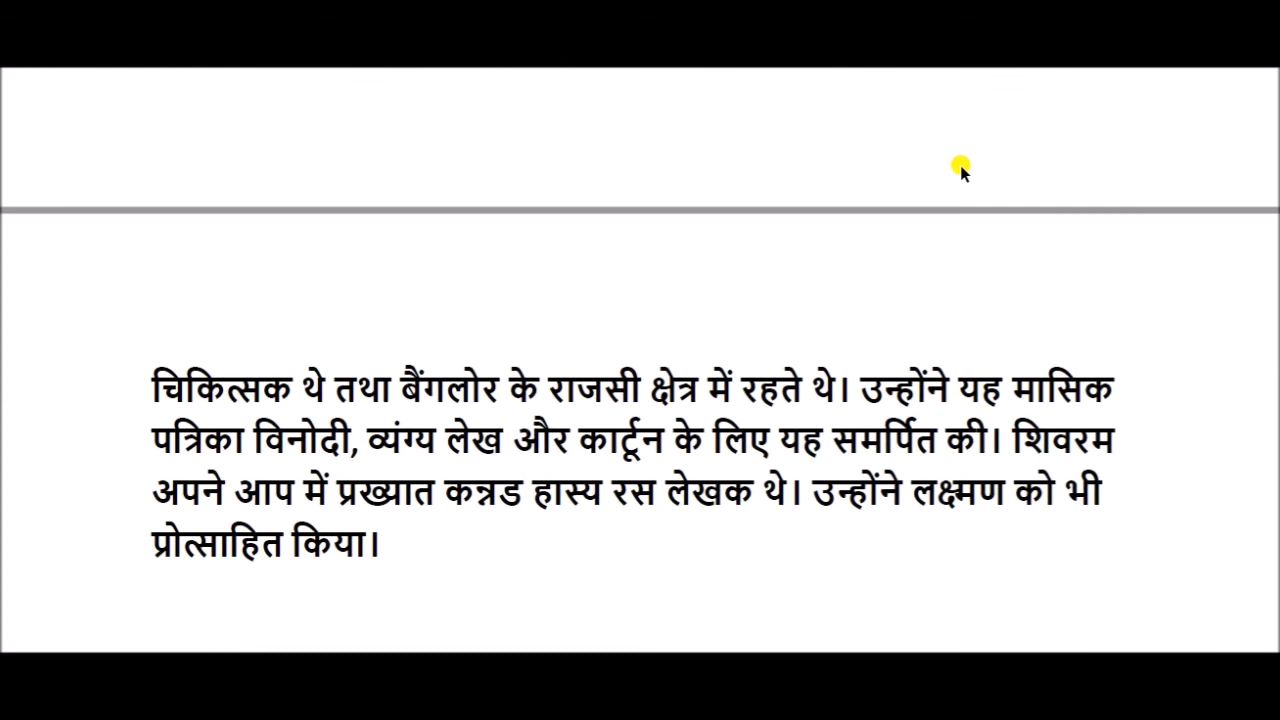 चिकित्सक थे तथा बैंगलोर के राजसी क्षेत्र में रहते थे। उन्होंने यह मासिक
पत्रिका विनोदी, व्यंग्य लेख और कार्टून के लिए यह समर्पित की। शिवरम
अपने आप में प्रख्यात कन्नड हास्य रस लेखक थे। उन्होंने लक्ष्मण को भी
प्रोत्साहित किया।